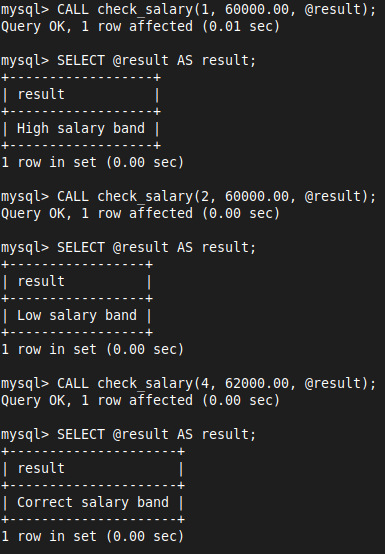 mysql> CALL check_salary(1, 60000.00, @result);
Query OK, 1 row affected (0.01 sec)
mysql> SELECT @result AS result;
+------------------+
| result           |
+------------------+
| High salary band |
+------------------+
1 row in set (0.00 sec)
mysql> CALL check_salary(2, 60000.00, @result);
Query OK, 1 row affected (0.00 sec)
mysql> SELECT @result AS result;
+-----------------+
| result          |
+-----------------+
| Low salary band |
+-----------------+
1 row in set (0.00 sec)
mysql> CALL check_salary(4, 62000.00, @result);
Query OK, 1 row affected (0.00 sec)
mysql> SELECT @result AS result;
+---------------------+
| result              |
+---------------------+
| Correct salary band |
+---------------------+
1 row in set (0.00 sec)